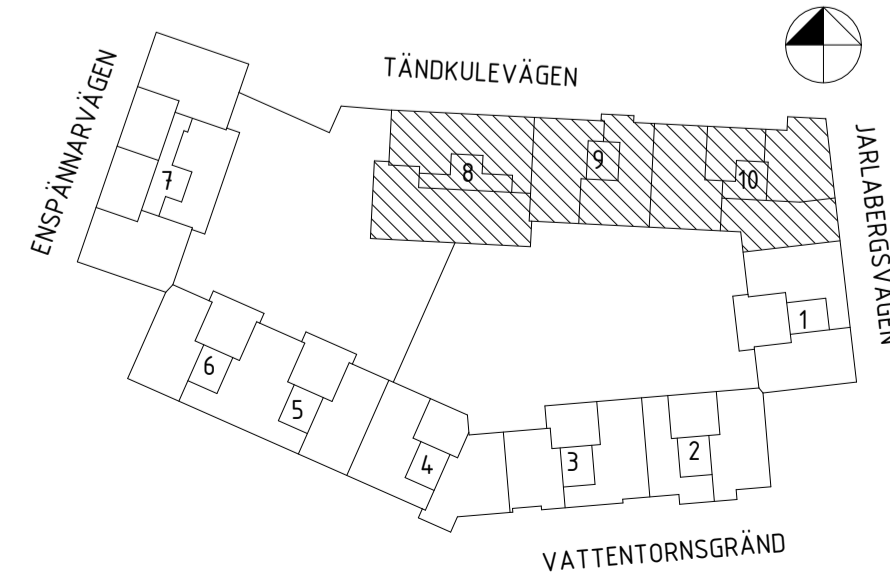 TÄNDKULEVÄGEN
ENSPÄNNARVÄGEN
JARLABERGSVÄGEN
7
8
9
10
1
6
5
4
3
2
VATTENTORNSGRÄND